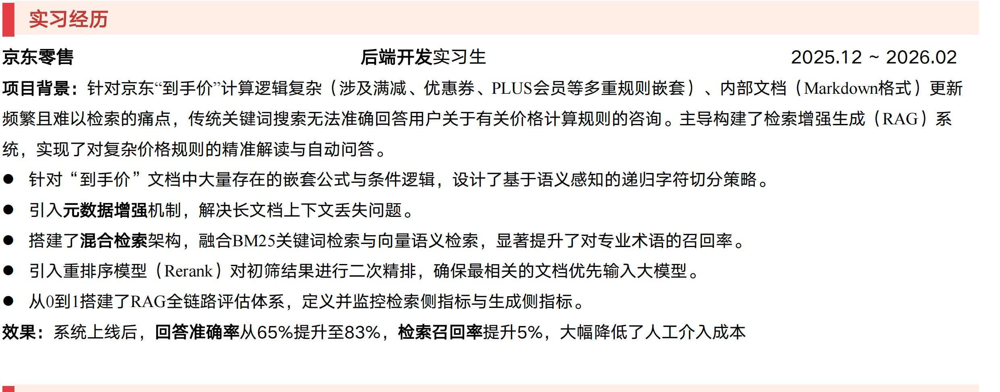 实习经历
京东零售 后端开发实习生 2025.12 ~ 2026.02
项目背景：针对京东“到手价”计算逻辑复杂（涉及满减、优惠券、PLUS会员等多重规则嵌套）、内部文档（Markdown格式）更新
频繁且难以检索的痛点，传统关键词搜索无法准确回答用户关于有关价格计算规则的咨询。主导构建了检索增强生成（RAG）系
统，实现了对复杂价格规则的精准解读与自动问答。
● 针对“到手价”文档中大量存在的嵌套公式与条件逻辑，设计了基于语义感知的递归字符切分策略。
● 引入元数据增强机制，解决长文档上下文丢失问题。
● 搭建了混合检索架构，融合BM25关键词检索与向量语义检索，显著提升了对专业术语的召回率。
● 引入重排序模型（Rerank）对初筛结果进行二次精排，确保最相关的文档优先输入大模型。
● 从0到1搭建了RAG全链路评估体系，定义并监控检索侧指标与生成侧指标。
效果：系统上线后，回答准确率从65%提升至83%，检索召回率提升5%，大幅降低了人工介入成本